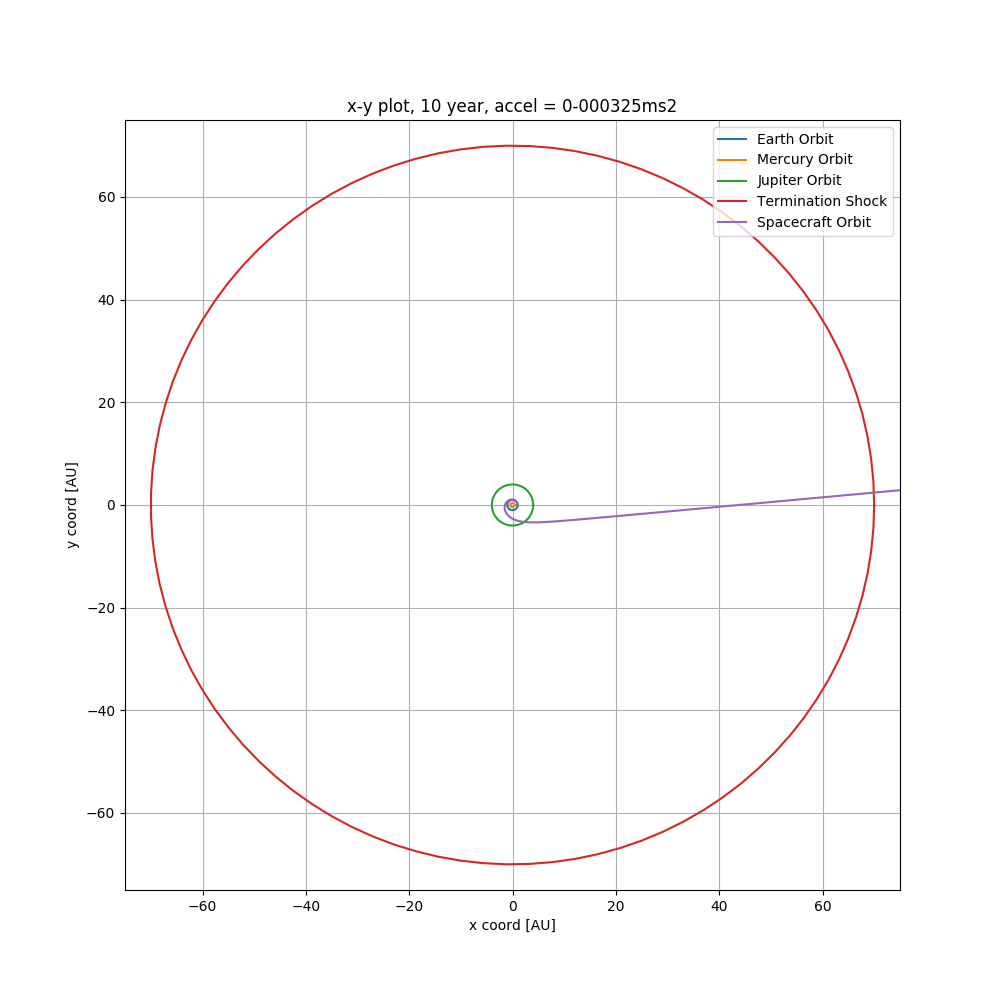 x-y plot, 10 year, accel = 0-000325ms2
Earth Orbit
Mercury Orbit
Jupiter Orbit
Termination Shock
Spacecraft Orbit
y coord [AU]
60
40
20
0
−20
−40
−60
−60 −40 −20 0 20 40 60
x coord [AU]